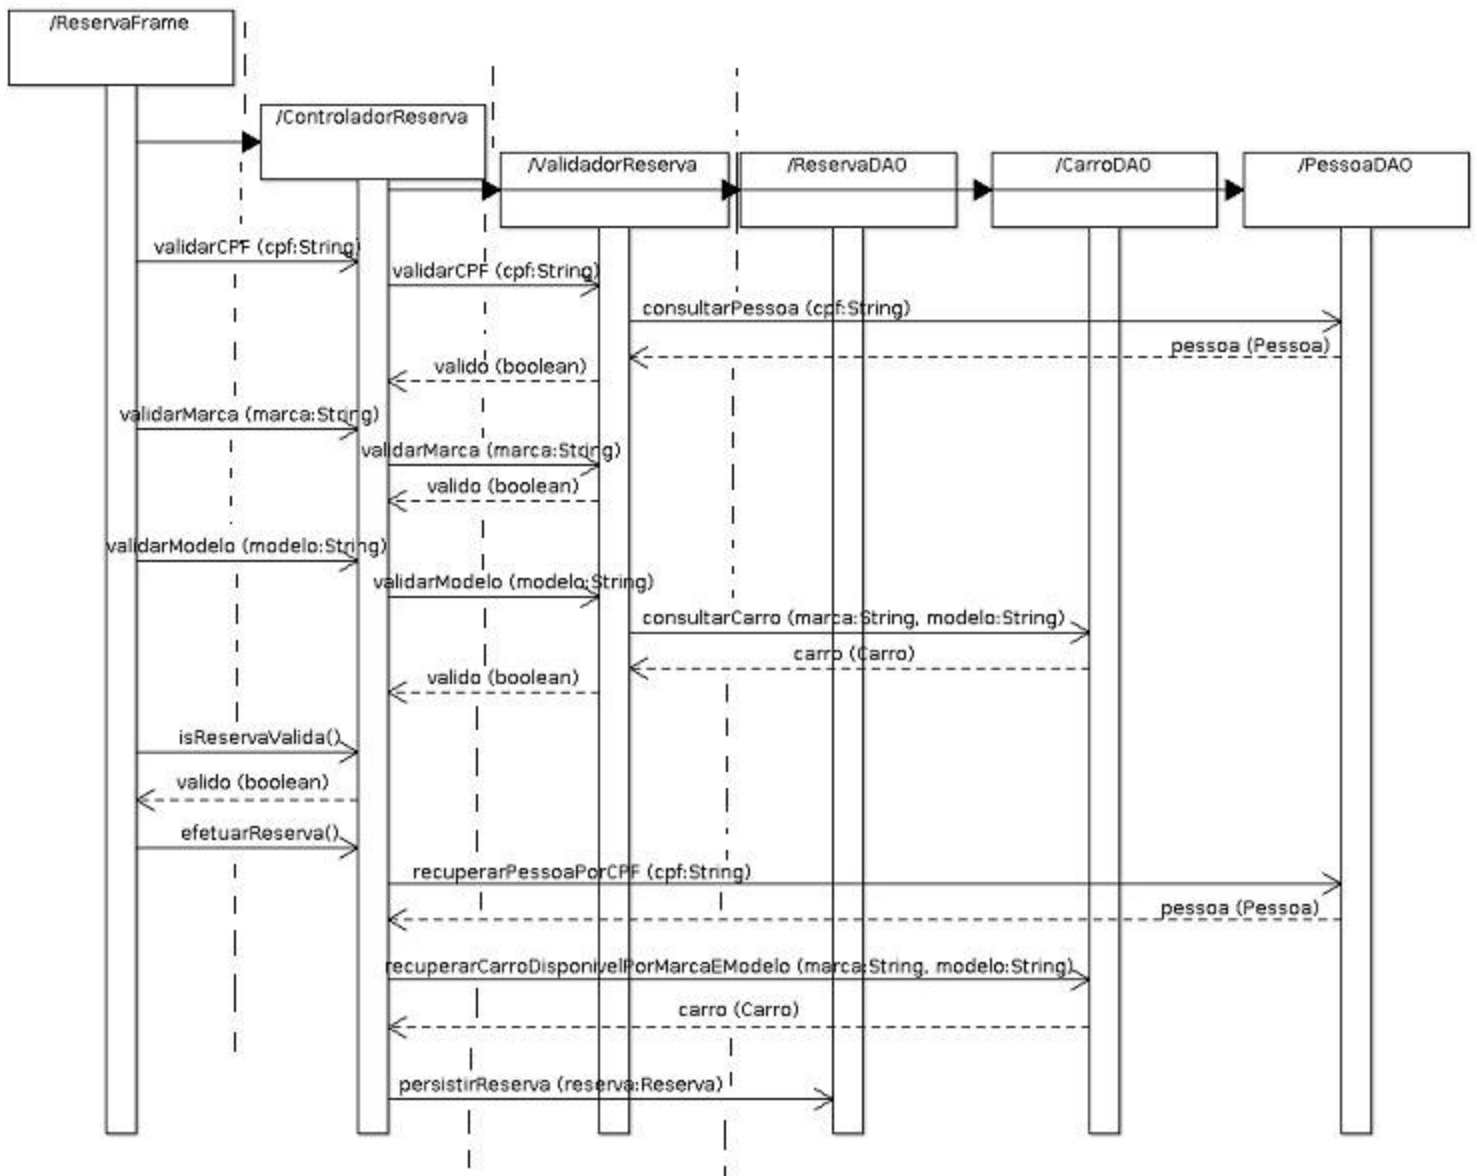 /ReservaFrame
/ControladorReserva
/ValidadorReserva
/ReservaDAO
/CarroDAO
/PessoaDAO
validarCPF (cpf:String)
validarCPF (cpf:String)
consultarPessoa (cpf:String)
pessoa (Pessoa)
valido (boolean)
validarMarca (marca:String)
validarMarca (marca:String)
valido (boolean)
validarModelo (modelo:String)
validarModelo (modelo:String)
consultarCarro (marca:String, modelo:String)
carro (Carro)
valido (boolean)
isReservaValida()
valido (boolean)
efetuarReserva()
recuperarPessoaPorCPF (cpf:String)
pessoa (Pessoa)
recuperarCarroDisponivelPorMarcaEModelo (marca:String, modelo:String)
carro (Carro)
persistirReserva (reserva:Reserva)